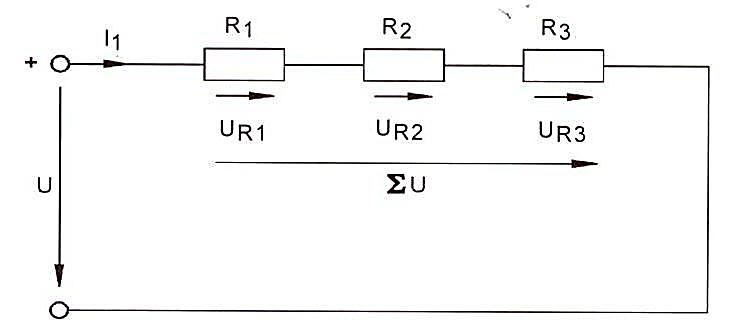 I1 R1 R2 R3
+
UR1 UR2 UR3
U ΣU